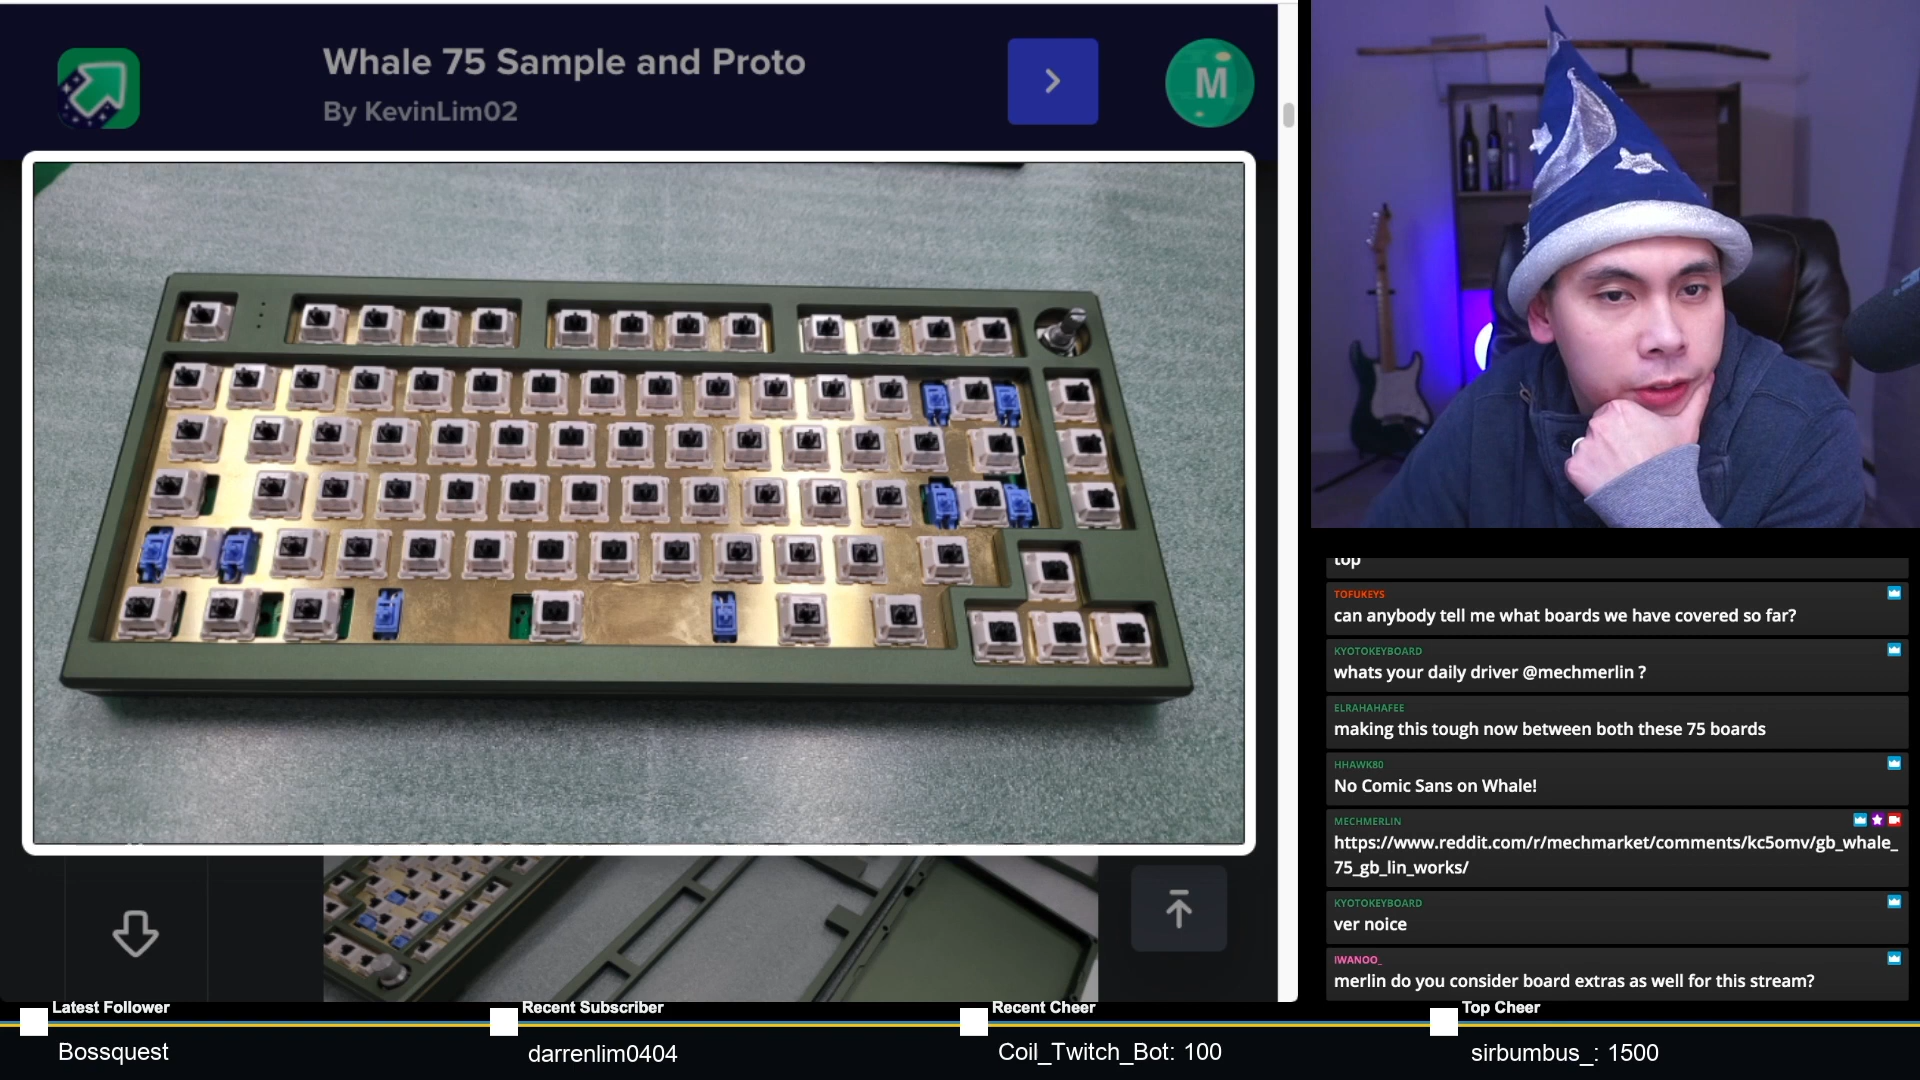 Whale 75 Sample and Proto
By KevinLim02
M
top
TOFUKEYS
can anybody tell me what boards we have covered so far?
KYOTOKEYBOARD
whats your daily driver @mechmerlin ?
ELRAHAHAFEE
making this tough now between both these 75 boards
HHAWK80
No Comic Sans on Whale!
MECHMERLIN
https://www.reddit.com/r/mechmarket/comments/kc5omv/gb_whale_
75_gb_lin_works/
KYOTOKEYBOARD
ver noice
IWANOO_
merlin do you consider board extras as well for this stream?
Latest Follower
Bossquest
Recent Subscriber
darrenlim0404
Recent Cheer
Coil_Twitch_Bot: 100
Top Cheer
sirbumbus_: 1500